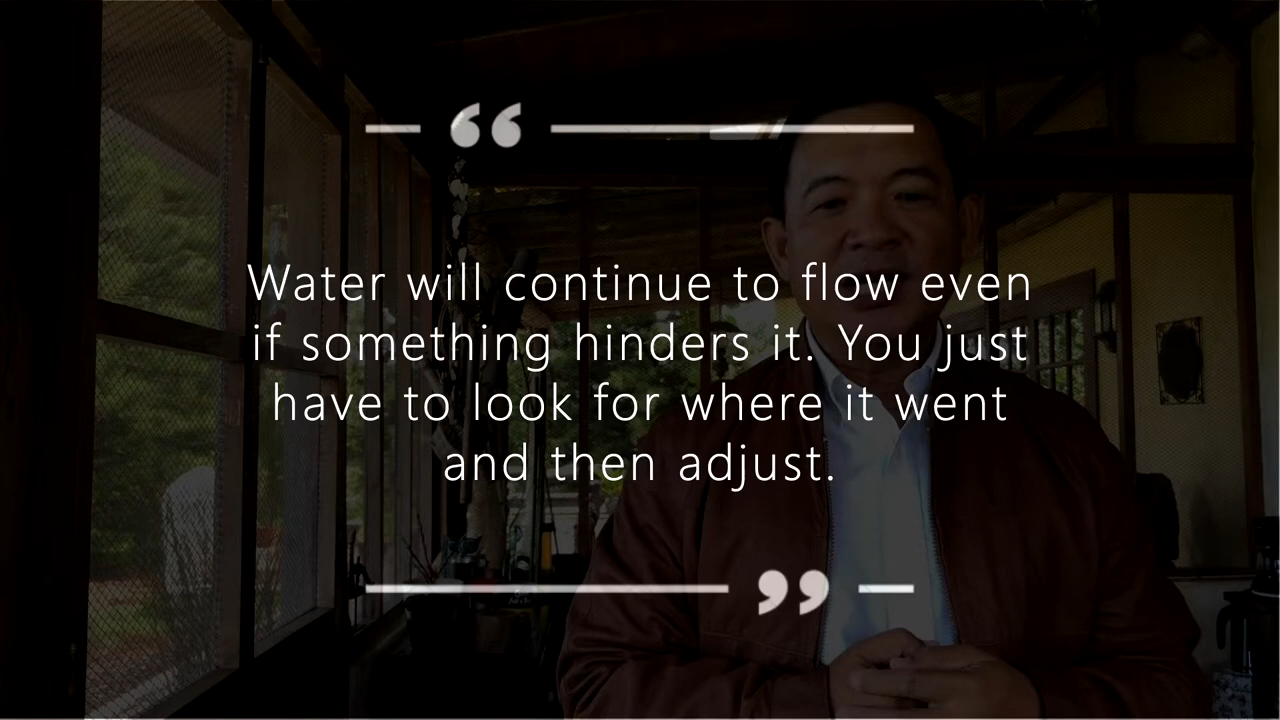 “
Water will continue to flow even
if something hinders it. You just
have to look for where it went
and then adjust.
”